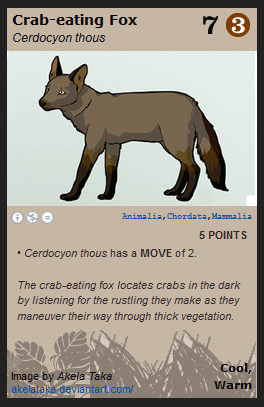 Crab-eating Fox
7 3
Cerdocyon thous
Animalia, Chordata, Mammalia
5 POINTS
• Cerdocyon thous has a MOVE of 2.
The crab-eating fox locates crabs in the dark
by listening for the rustling they make as they
maneuver their way through thick vegetation.
Cool,
Warm
Image by Akela Taka
akelataka.deviantart.com/